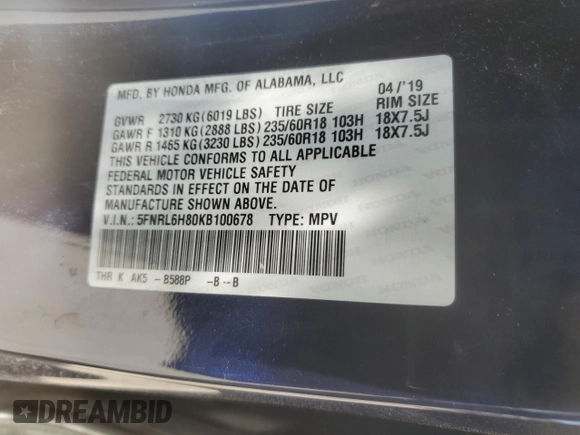 MFD. BY HONDA MFG. OF ALABAMA, LLC 04/'19
GVWR 2730 KG(6019 LBS) TIRE SIZE RIM SIZE
GAWR F 1310 KG(2888 LBS)235/60R18 103H 18X7.5J
GAWR R 1465 KG(3230 LBS)235/60R18 103H 18X7.5J
THIS VEHICLE CONFORMS TO ALL APPLICABLE
FEDERAL MOTOR VEHICLE SAFETY
STANDARDS IN EFFECT ON THE DATE OF
MANUFACTURE SHOWN ABOVE.
V.I.N.: 5FNRL6H80KB100678 TYPE: MPV
THR K AK5 - B588P -B --B
DREAMBID